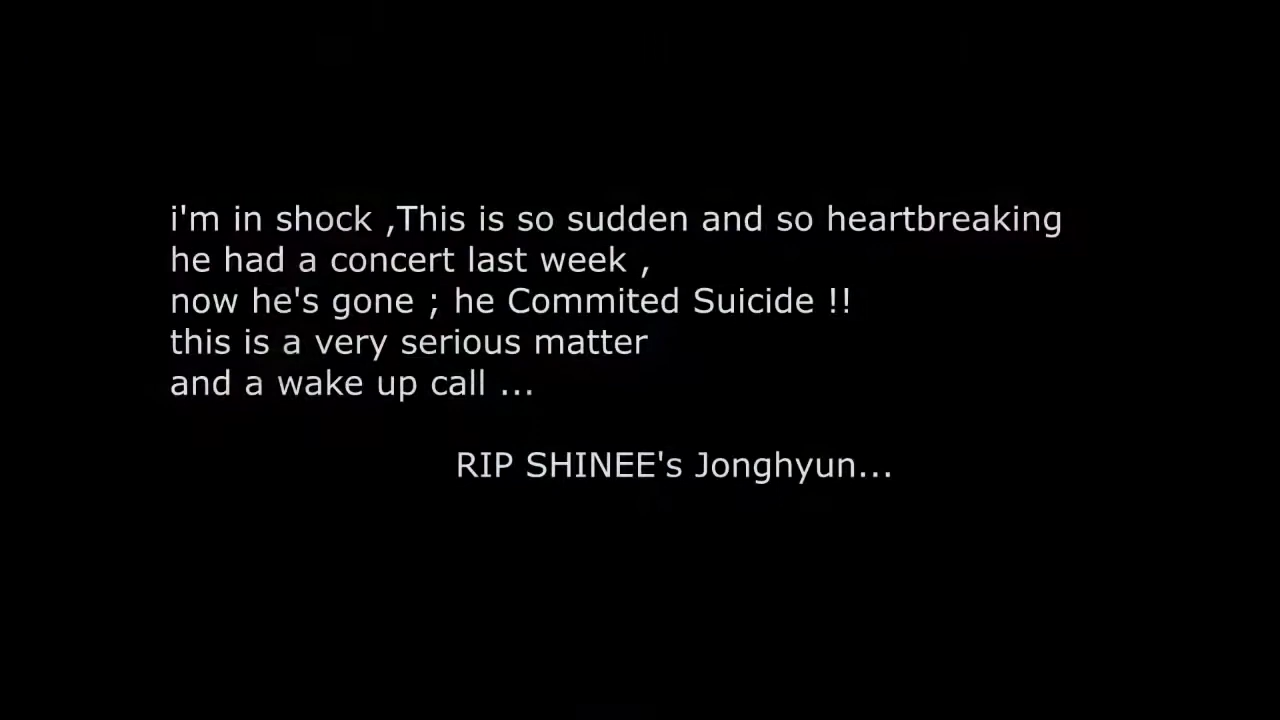 i'm in shock ,This is so sudden and so heartbreaking
he had a concert last week ,
now he's gone ; he Commited Suicide !!
this is a very serious matter
and a wake up call ...
RIP SHINEE's Jonghyun...